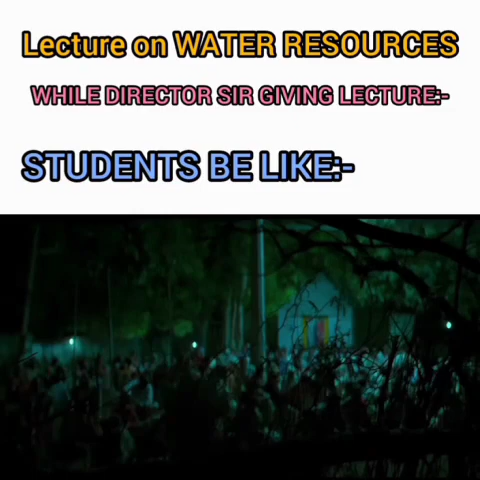 Lecture on WATER RESOURCES
WHILE DIRECTOR SIR GIVING LECTURE:-
STUDENTS BE LIKE:-